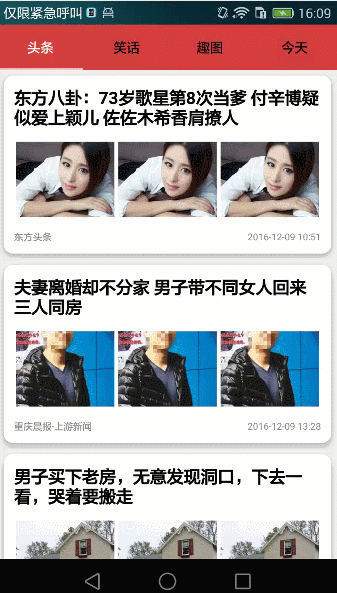 仅限紧急呼叫 16:09
头条 笑话 趣图 今天
东方八卦：73岁歌星第8次当爹 付辛博疑
似爱上颖儿 佐佐木希香肩撩人
东方头条 2016-12-09 10:51
夫妻离婚却不分家 男子带不同女人回来
三人同房
重庆晨报-上游新闻 2016-12-09 13:28
男子买下老房，无意发现洞口，下去一
看，哭着要搬走